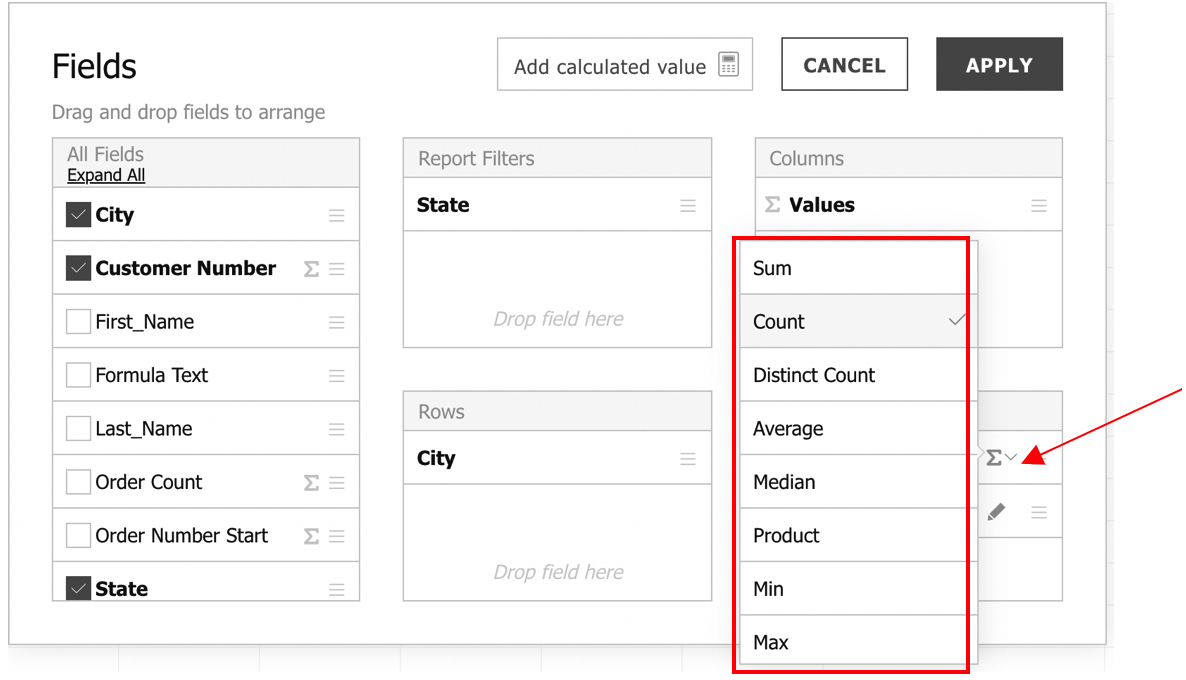 Fields
Add calculated value
CANCEL
APPLY
Drag and drop fields to arrange
All Fields
Expand All
City
Customer Number
First_Name
Formula Text
Last_Name
Order Count
Order Number Start
State
Report Filters
State
Drop field here
Rows
City
Drop field here
Columns
Σ Values
Sum
Count
Distinct Count
Average
Median
Product
Min
Max